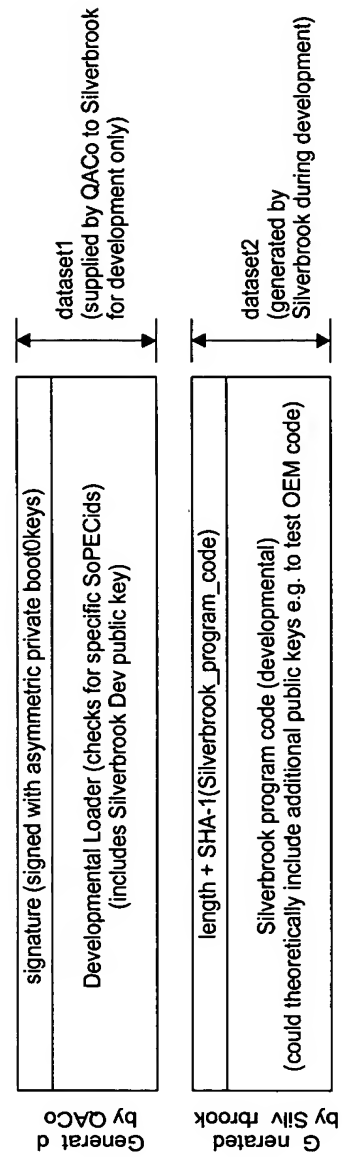 Generat d
by QACo
signature (signed with asymmetric private boot0keys)
Developmental Loader (checks for specific SoPECids)
(includes Silverbrook Dev public key)
dataset1
(supplied by QACo to Silverbrook
for development only)
G nerated
by Silv rbrook
length + SHA-1(Silverbrook_program_code)
Silverbrook program code (developmental)
(could theoretically include additional public keys e.g. to test OEM code)
dataset2
(generated by
Silverbrook during development)